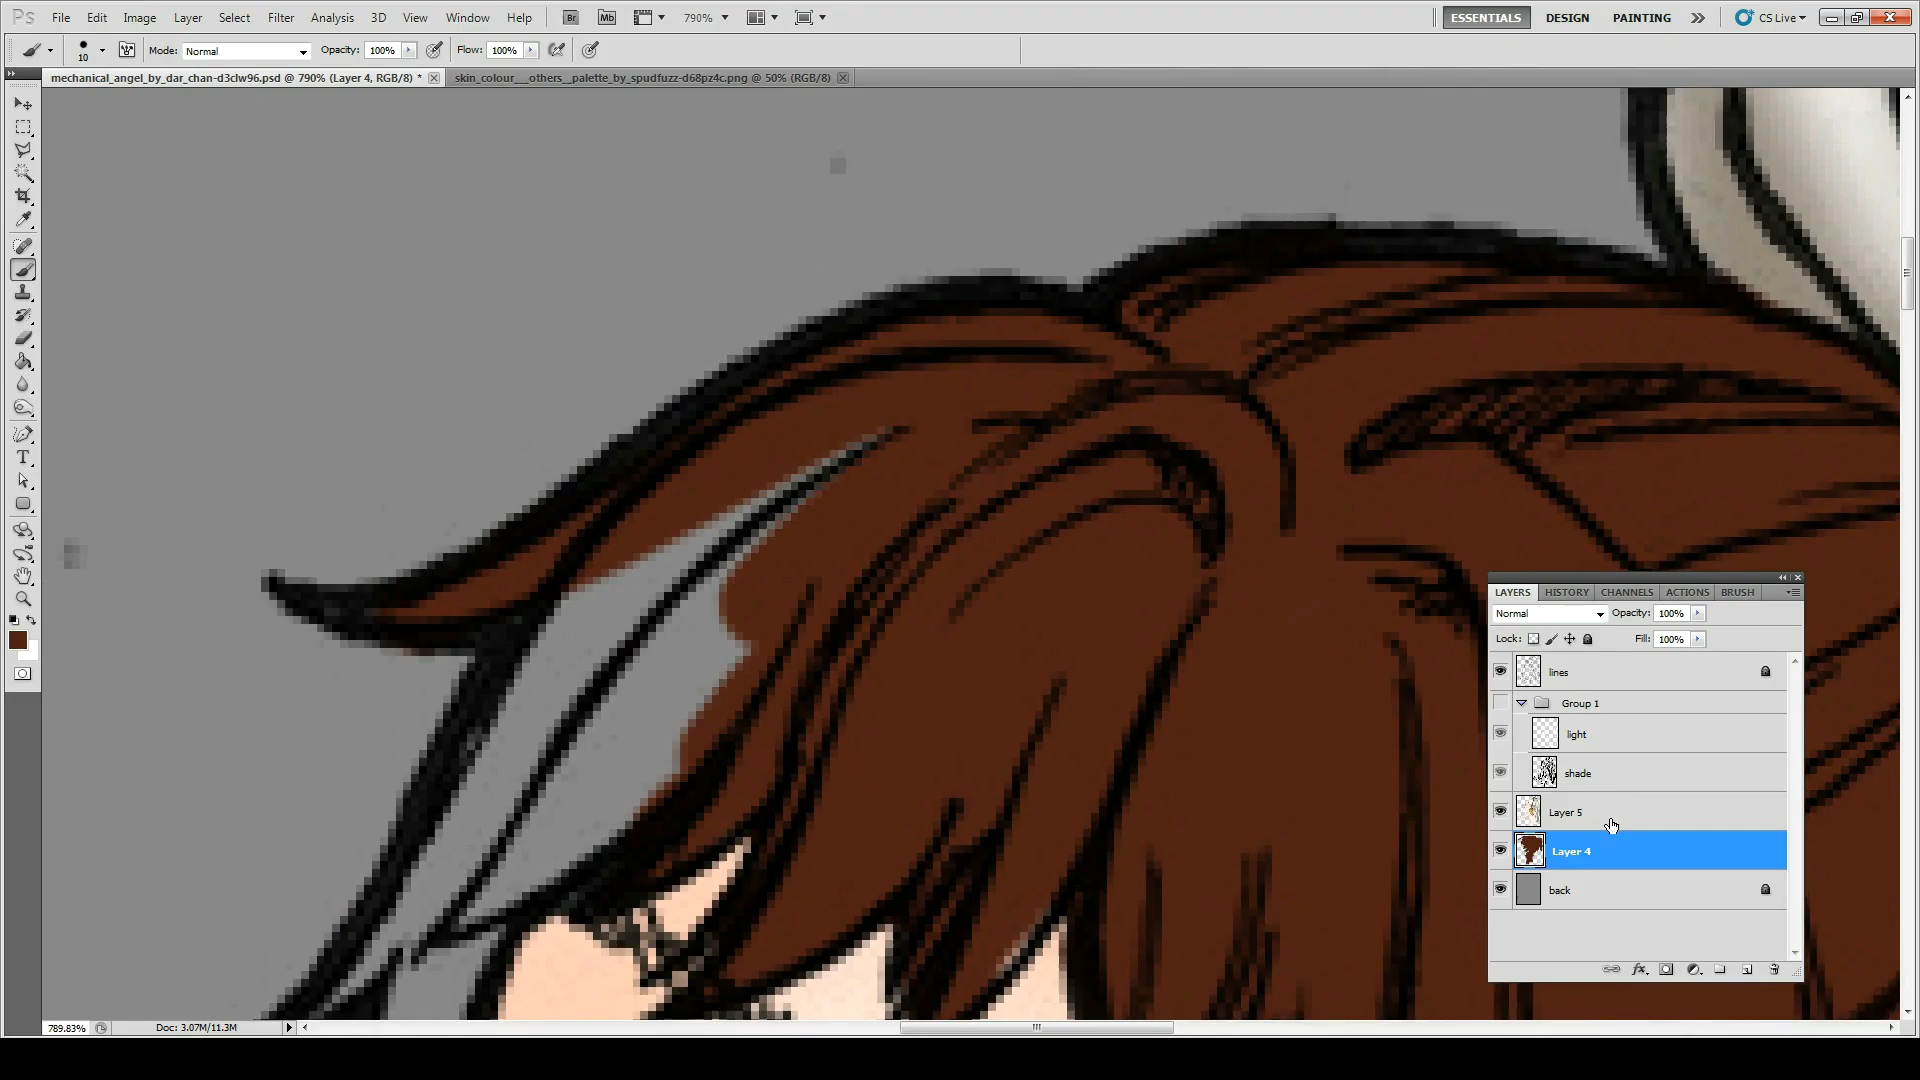 Ps File Edit Image Layer Select Filter Analysis 3D View Window Help Br Mb 790% ESSENTIALS DESIGN PAINTING CS Live
10 Mode: Normal Opacity: 100% Flow: 100%
mechanical_angel_by_dar_chan-d3clw96.psd @ 790% (Layer 4, RGB/8) * skin_colour___others__palette_by_spudfuzz-d68pz4c.png @ 50% (RGB/8)
LAYERS HISTORY CHANNELS ACTIONS BRUSH
Normal Opacity: 100%
Lock: Fill: 100%
lines
Group 1
light
shade
Layer 5
Layer 4
back
789.83% Doc: 3.07M/11.3M